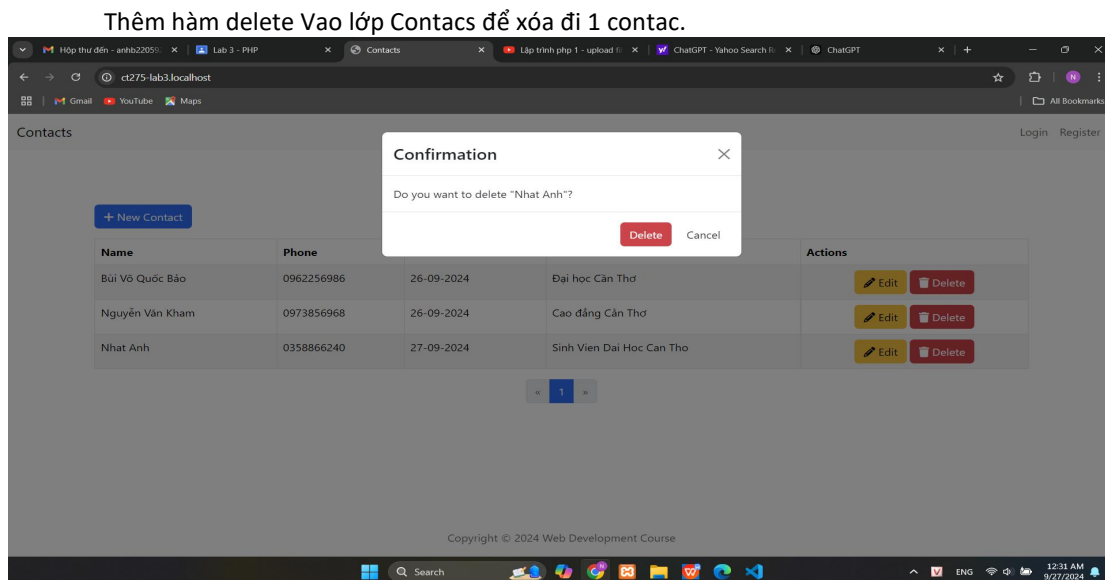 Thêm hàm delete Vao lớp Contacs để xóa đi 1 contac.
Hộp thư đến - anhb22059 Lab 3 - PHP Contacts Lập trình php 1 - upload fi ChatGPT - Yahoo Search R ChatGPT
ct275-lab3.localhost
Gmail YouTube Maps All Bookmarks
Contacts Login Register
Confirmation
Do you want to delete "Nhat Anh"?
Delete Cancel
+ New Contact
Name Phone Actions
Bùi Võ Quốc Bảo 0962256986 26-09-2024 Đại học Cần Thơ Edit Delete
Nguyễn Văn Kham 0973856968 26-09-2024 Cao đẳng Cần Thơ Edit Delete
Nhat Anh 0358866240 27-09-2024 Sinh Vien Dai Hoc Can Tho Edit Delete
« 1 »
Copyright © 2024 Web Development Course
Search ENG 12:31 AM
9/27/2024